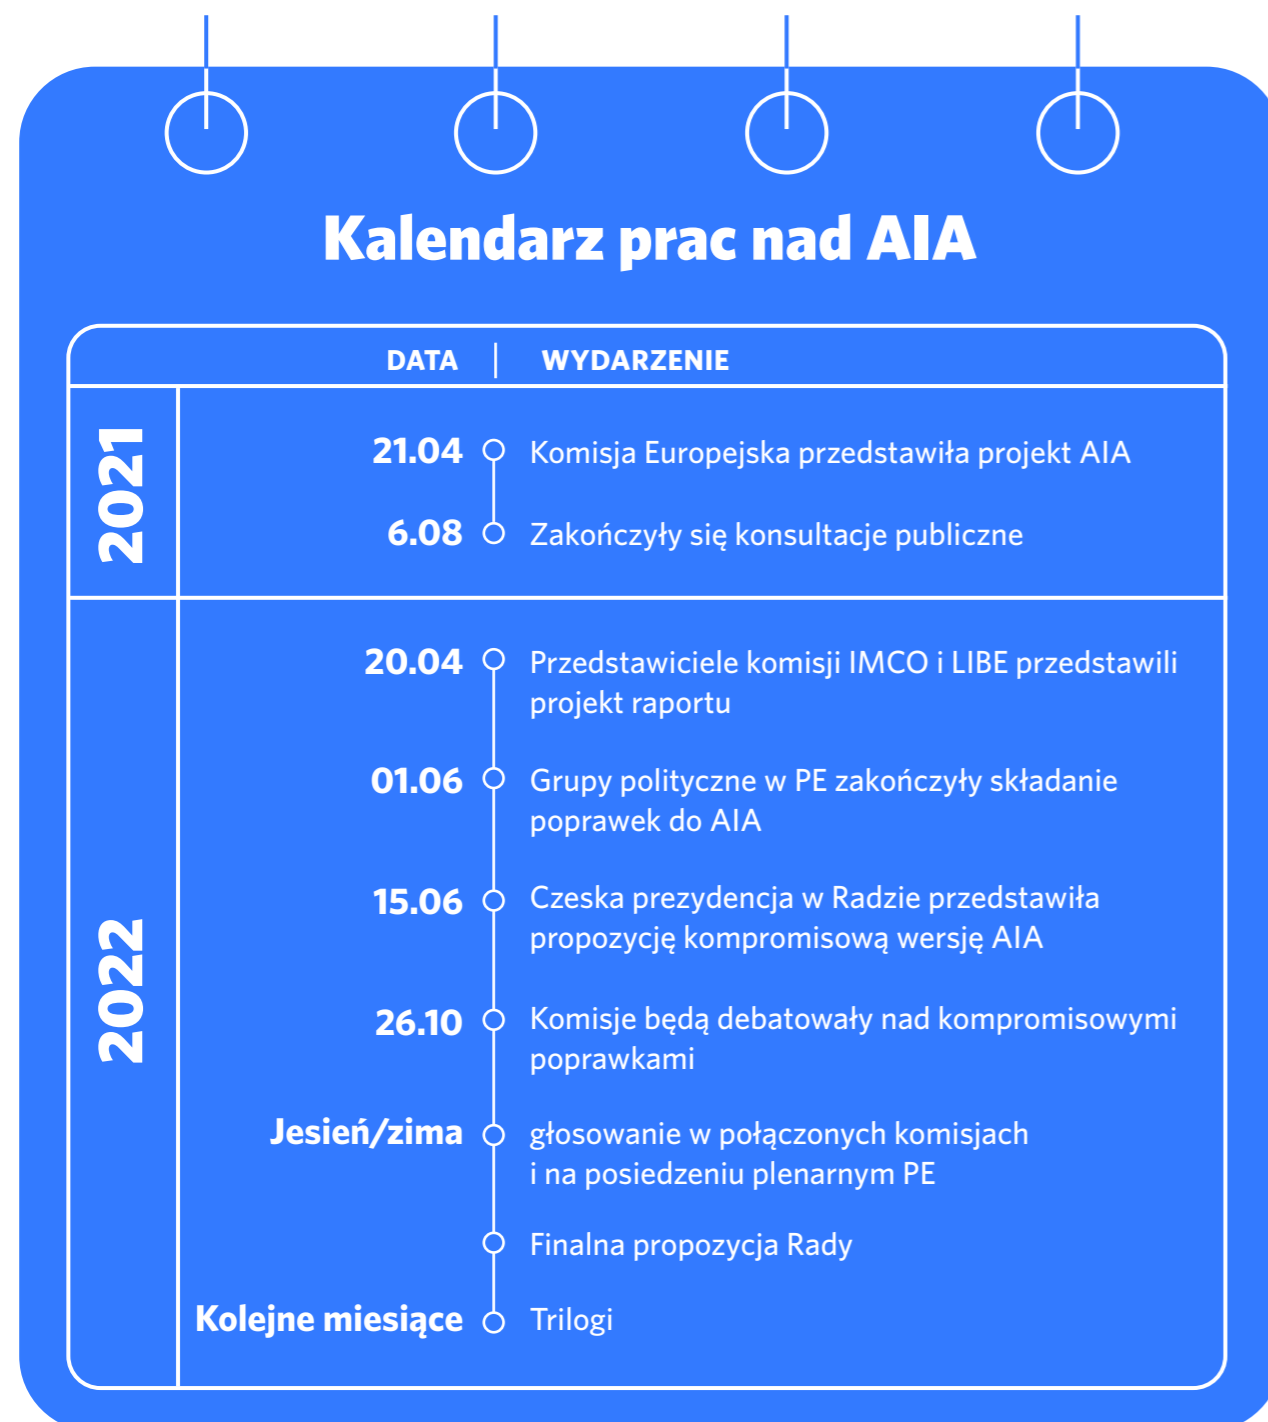 Kalendarz prac nad AIA
DATA | WYDARZENIE
2021
21.04 Komisja Europejska przedstawiła projekt AIA
6.08 Zakończyły się konsultacje publiczne
2022
20.04 Przedstawiciele komisji IMCO i LIBE przedstawili
projekt raportu
01.06 Grupy polityczne w PE zakończyły składanie
poprawek do AIA
15.06 Czeska prezydencja w Radzie przedstawiła
propozycję kompromisową wersję AIA
26.10 Komisje będą debatowały nad kompromisowymi
poprawkami
Jesień/zima głosowanie w połączonych komisjach
i na posiedzeniu plenarnym PE
Finalna propozycja Rady
Kolejne miesiące Trilogi